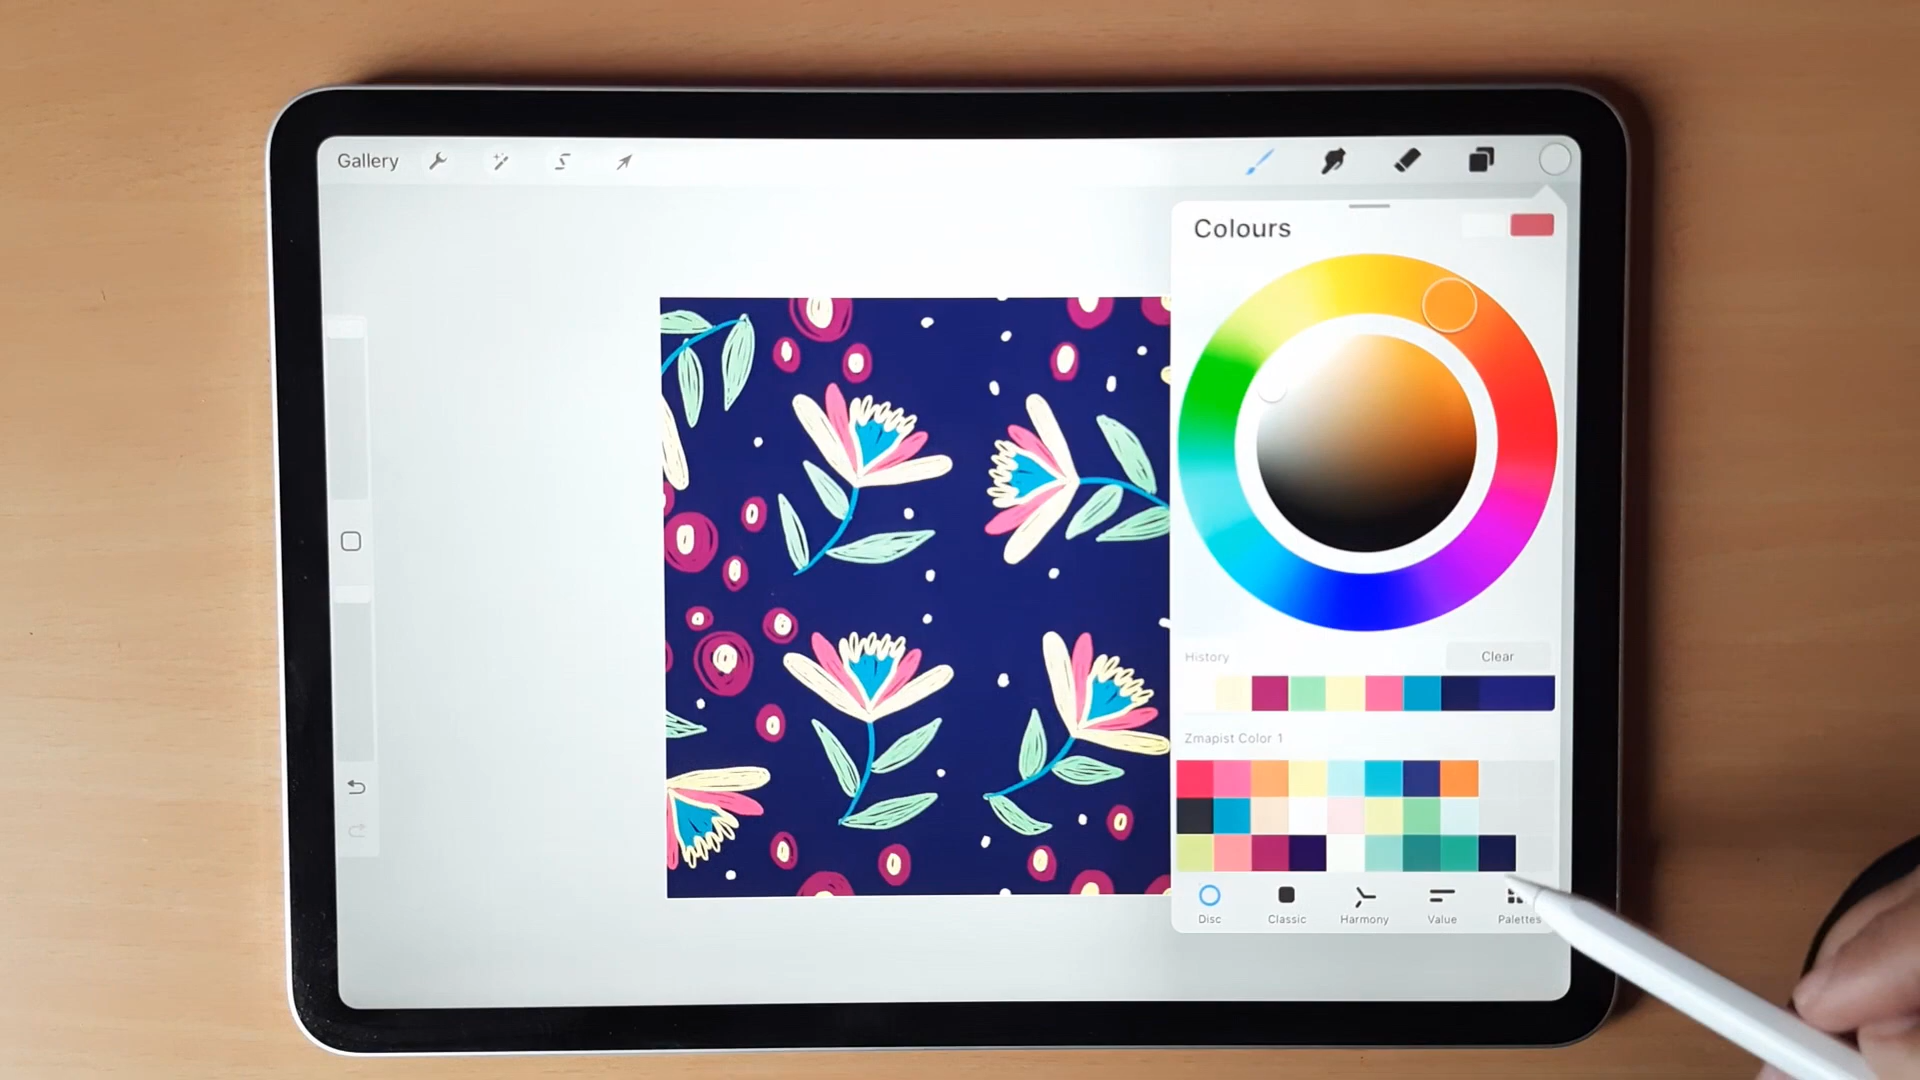 Gallery
Colours
History
Clear
Zmapist Color 1
Disc
Classic
Harmony
Value
Palettes